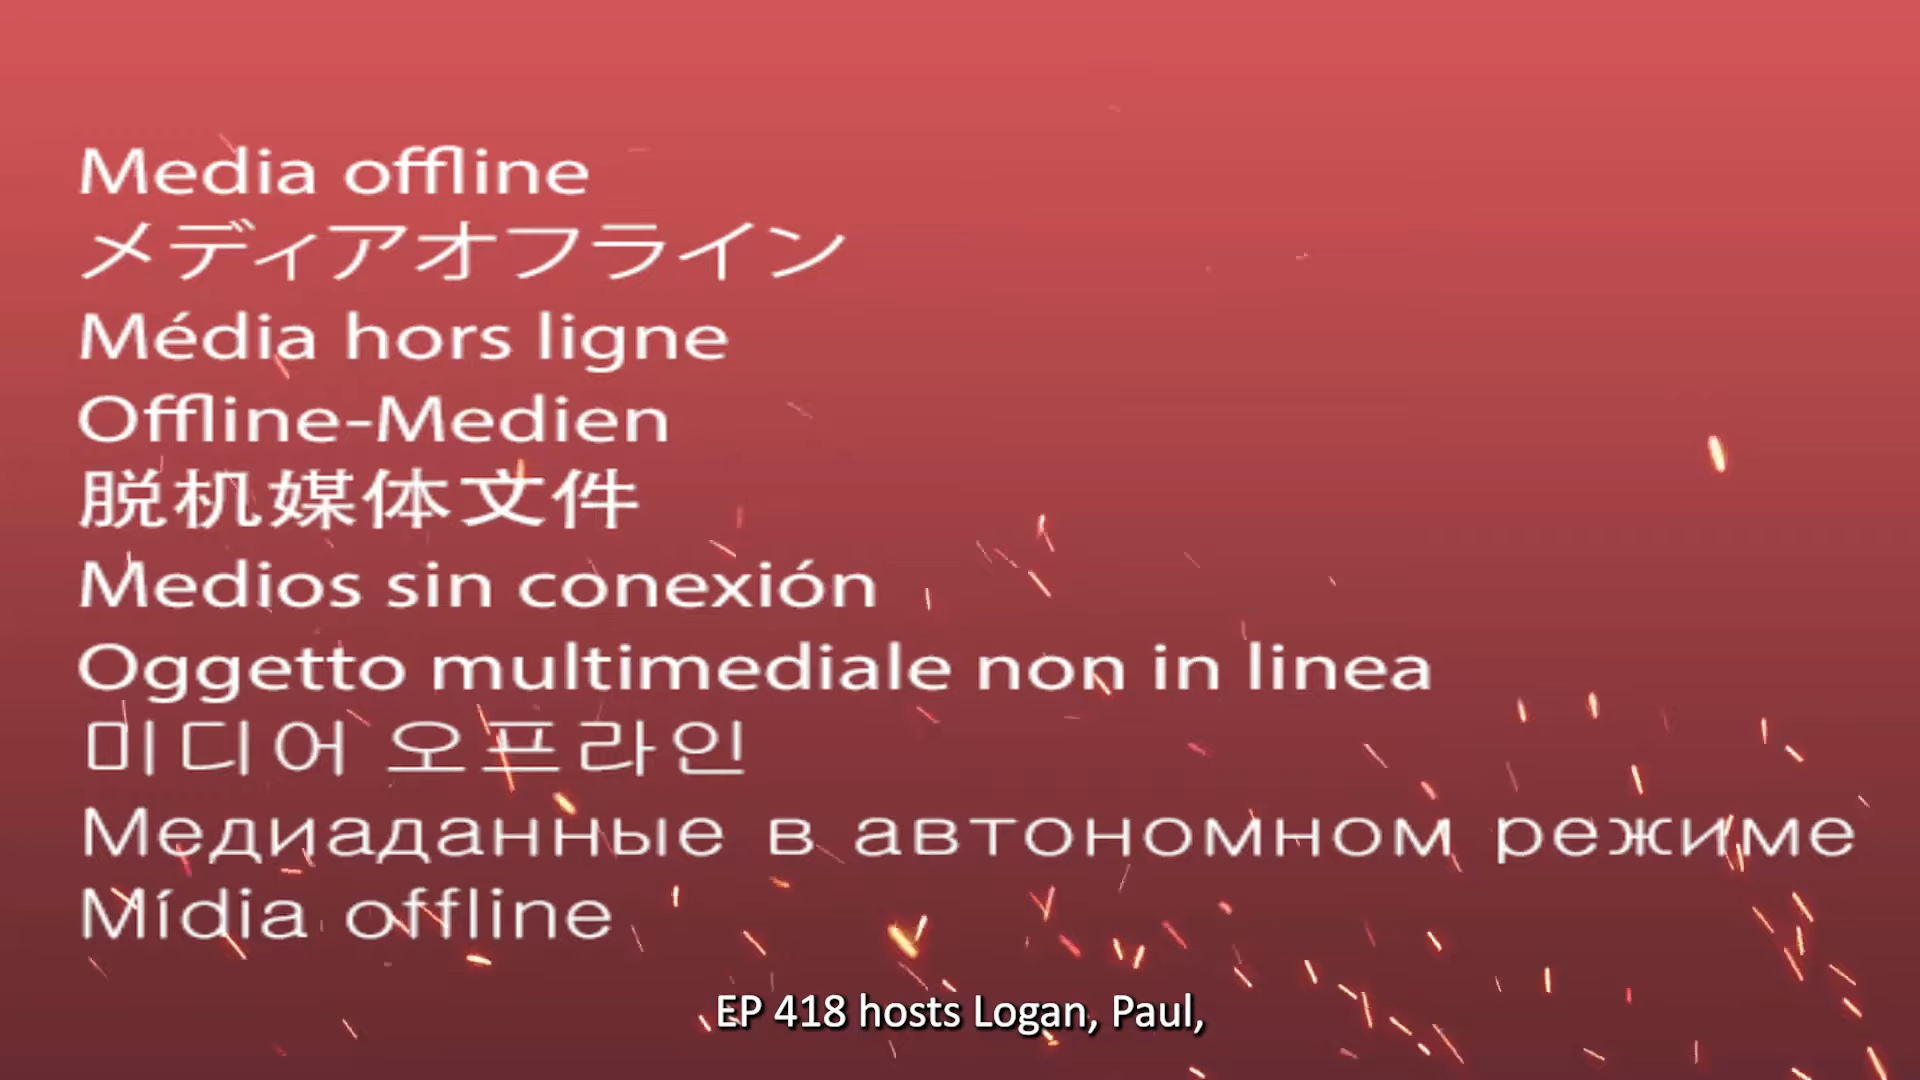 Media offline
メディアオフライン
Média hors ligne
Offline-Medien
脱机媒体文件
Medios sin conexión
Oggetto multimediale non in linea
미디어 오프라인
Медиаданные в автономном режиме
Mídia offline
EP 418 hosts Logan, Paul,